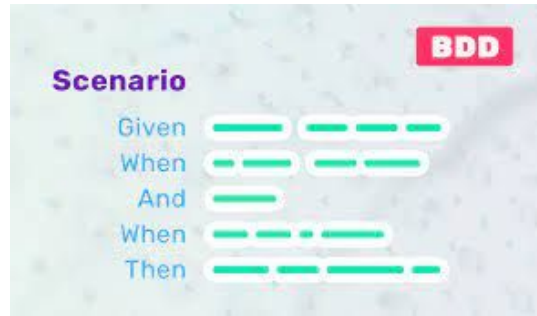 BDD
Scenario
Given
When
And
When
Then